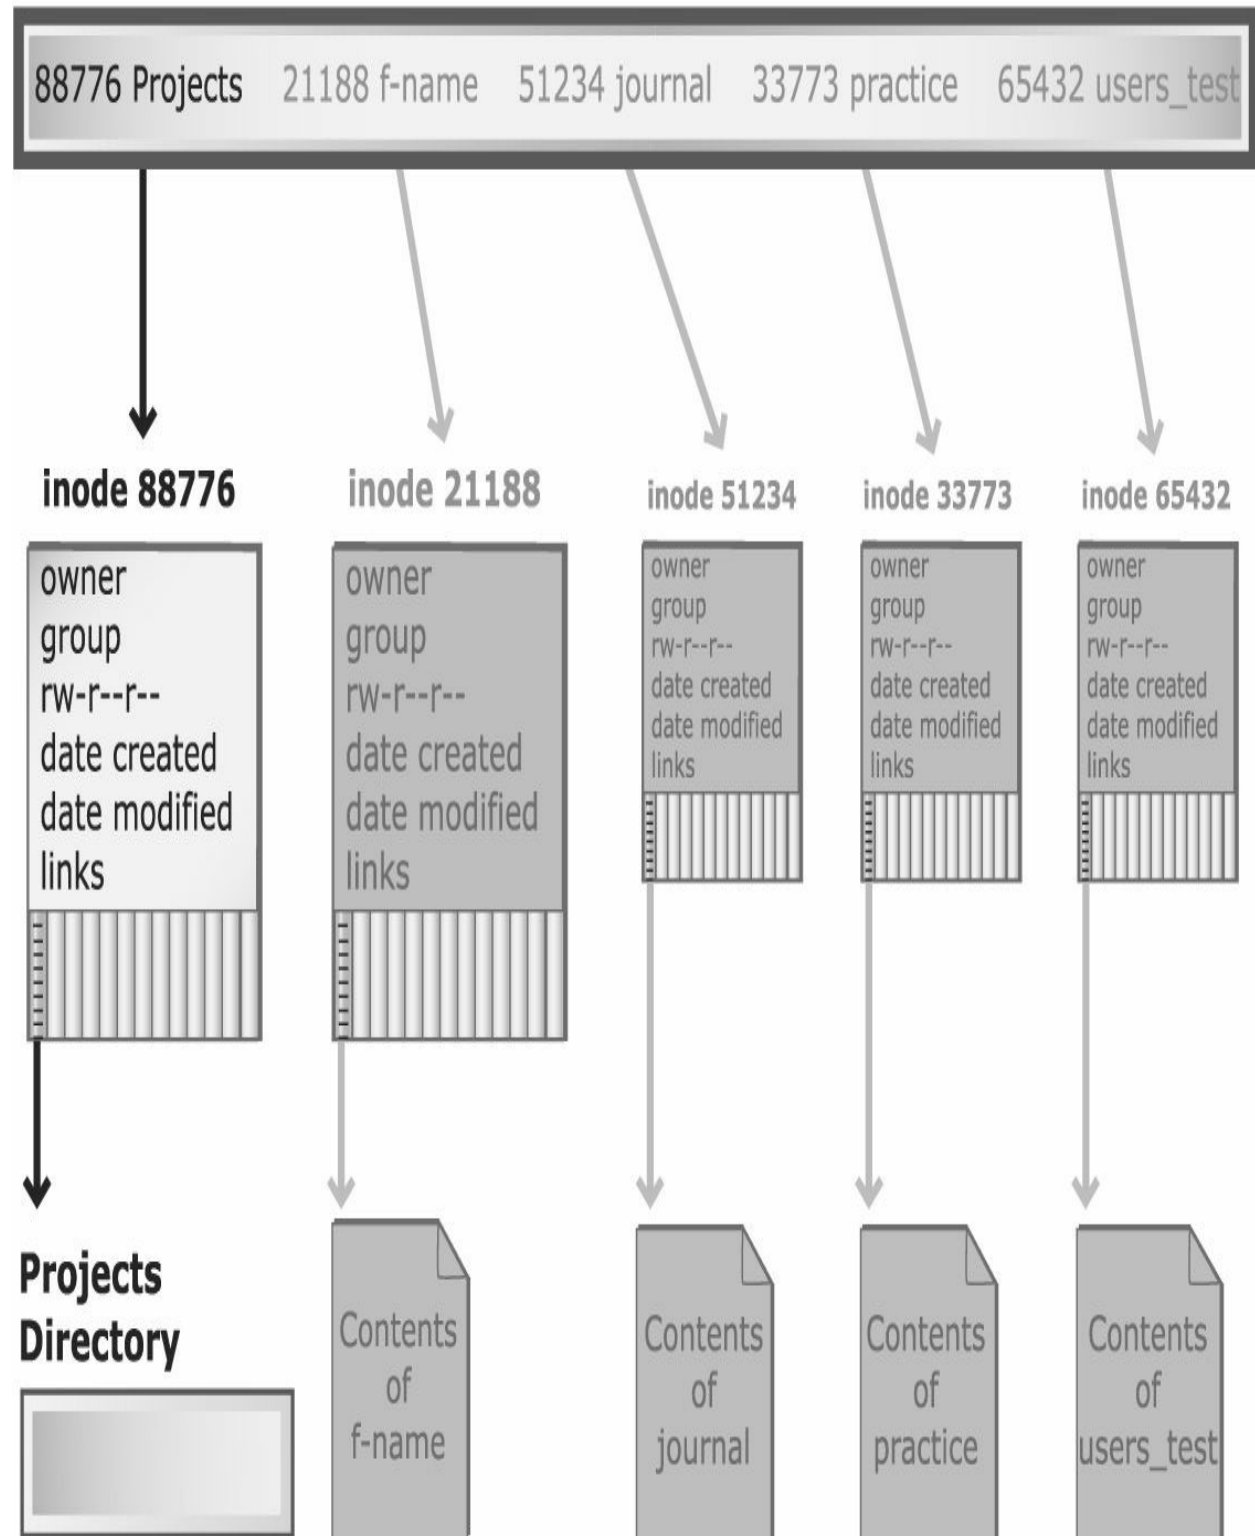 88776 Projects 21188 f-name 51234 journal 33773 practice 65432 users_test
inode 88776
owner
group
rw-r--r--
date created
date modified
links
inode 21188
owner
group
rw-r--r--
date created
date modified
links
inode 51234
owner
group
rw-r--r--
date created
date modified
links
inode 33773
owner
group
rw-r--r--
date created
date modified
links
inode 65432
owner
group
rw-r--r--
date created
date modified
links
Projects
Directory
Contents
of
f-name
Contents
of
journal
Contents
of
practice
Contents
of
users_test